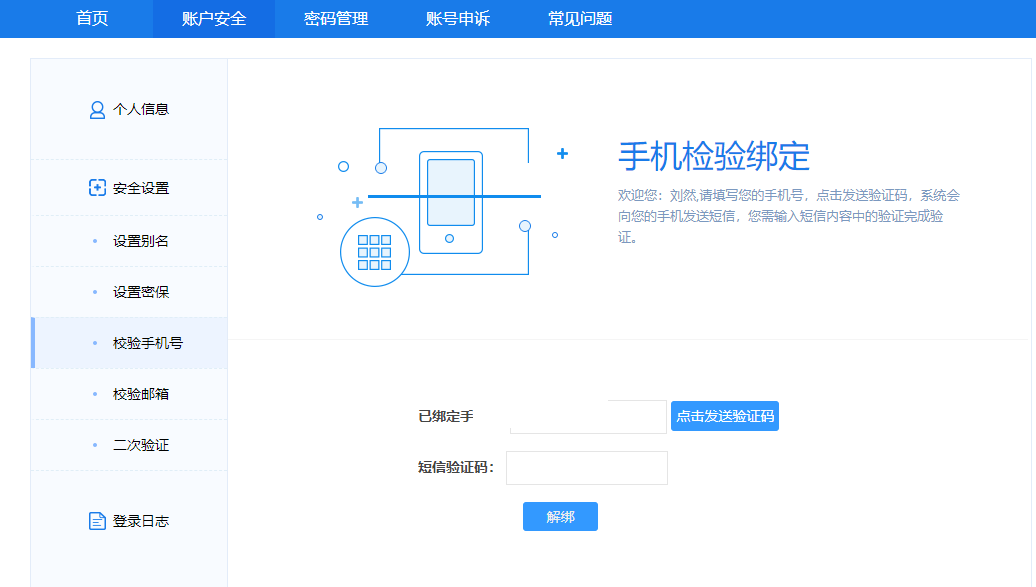 首页
账户安全
密码管理
账号申诉
常见问题
个人信息
安全设置
设置别名
设置密保
校验手机号
校验邮箱
二次验证
登录日志
手机检验绑定
欢迎您：刘然,请填写您的手机号，点击发送验证码，系统会
向您的手机发送短信，您需输入短信内容中的验证完成验
证。
已绑定手
点击发送验证码
短信验证码：
解绑